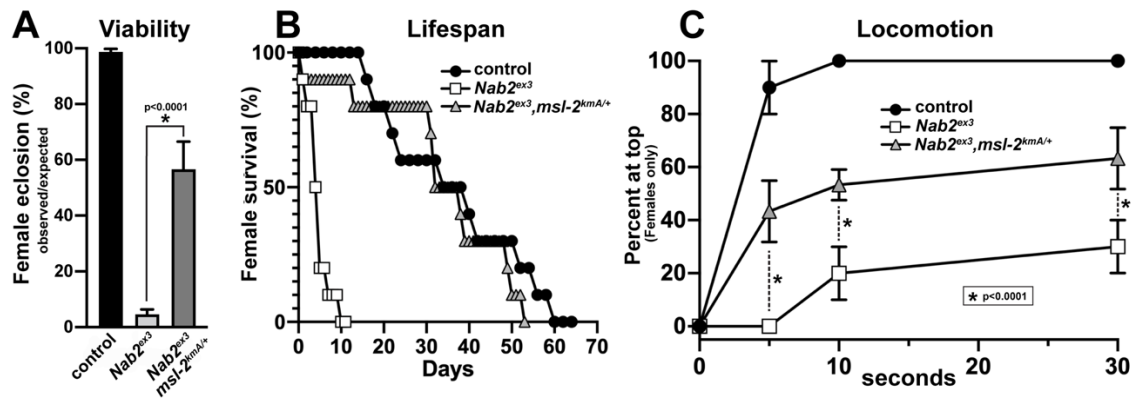 A
Viability
Female eclosion (%)
observed/expected
100
80
60
40
20
0
p<0.0001
*
control
Nab2ex3
Nab2ex3
msl-2kmA/+
B
Lifespan
Female survival (%)
100
50
0
0 10 20 30 40 50 60 70
Days
control
Nab2ex3
Nab2ex3,msl-2kmA/+
C
Locomotion
Percent at top
(Females only)
100
80
60
40
20
0
0 10 20 30
seconds
control
Nab2ex3
Nab2ex3,msl-2kmA/+
*
*
*
* p<0.0001